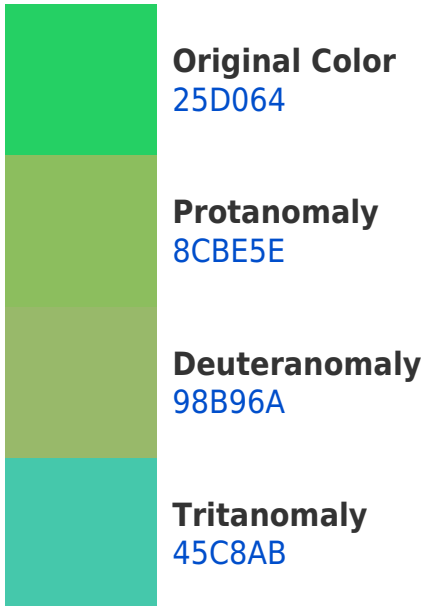 Original Color
25D064
Protanomaly
8CBE5E
Deuteranomaly
98B96A
Tritanomaly
45C8AB